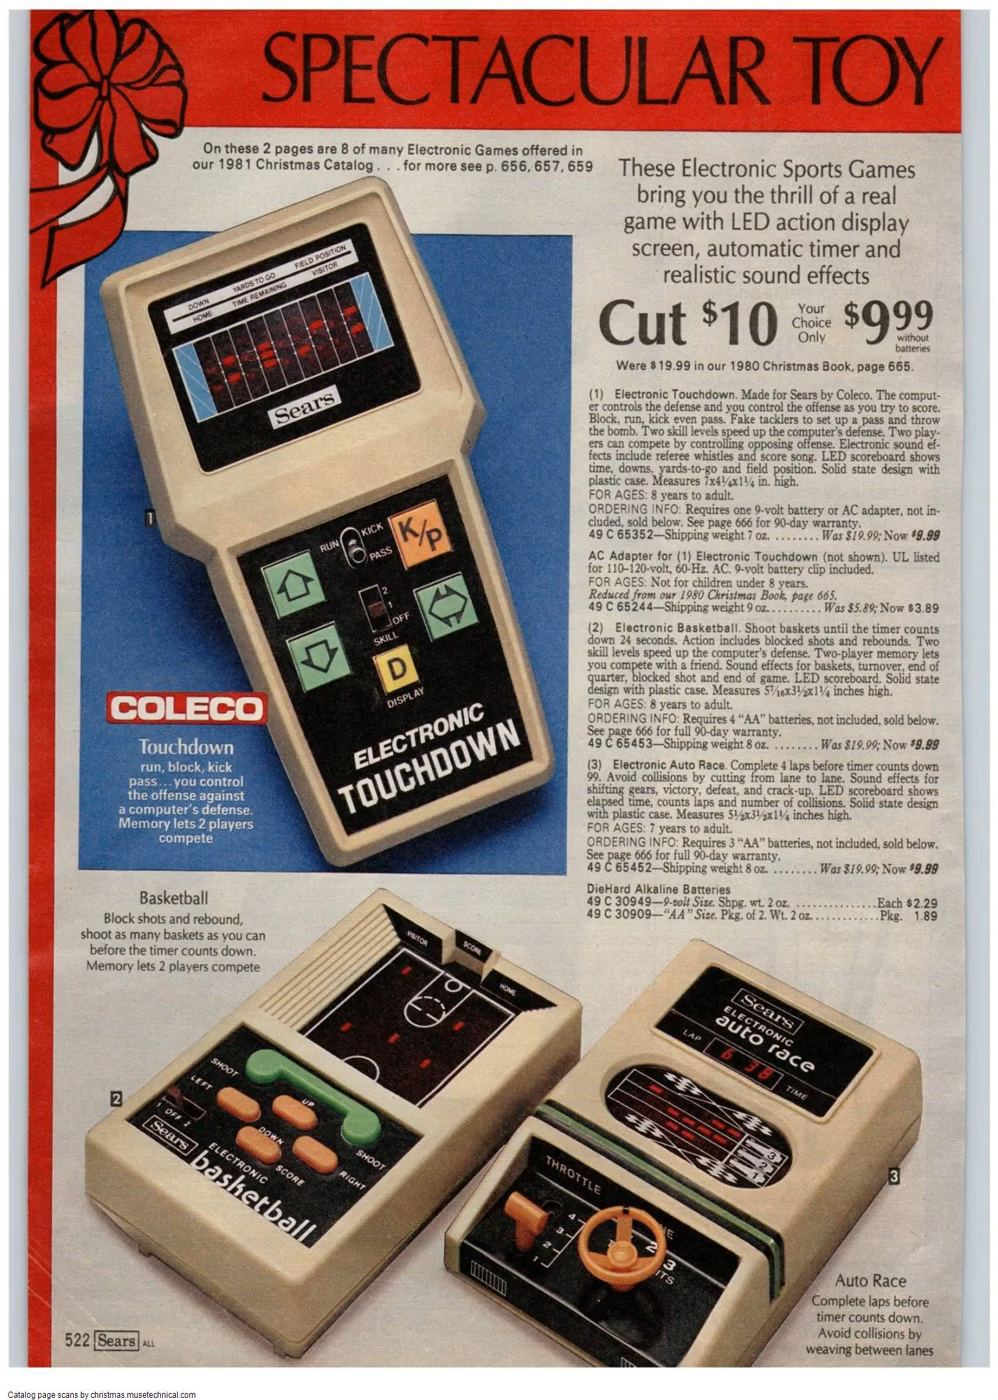 SPECTACULAR TOY
On these 2 pages are 8 of many Electronic Games offered in
our 1981 Christmas Catalog . . . for more see p. 656, 657, 659
These Electronic Sports Games
bring you the thrill of a real
game with LED action display
screen, automatic timer and
realistic sound effects
Cut $10 Your Choice Only $9.99 without batteries
Were $19.99 in our 1980 Christmas Book, page 665.
(1) Electronic Touchdown. Made for Sears by Coleco. The comput-
er controls the defense and you control the offense as you try to score.
Block, run, kick even pass. Fake tacklers to set up a pass and throw
the bomb. Two skill levels speed up the computer's defense. Two play-
ers can compete by controlling opposing offense. Electronic sound ef-
fects include referee whistles and score song. LED scoreboard shows
time, downs, yards-to-go and field position. Solid state design with
plastic case. Measures 7x4¼x1¼ in. high.
FOR AGES: 8 years to adult.
ORDERING INFO: Requires one 9-volt battery or AC adapter, not in-
cluded, sold below. See page 666 for 90-day warranty.
49 C 65352—Shipping weight 7 oz. . . . . . . . . Was $19.99; Now $9.99
AC Adapter for (1) Electronic Touchdown (not shown). UL listed
for 110-120-volt, 60-Hz. AC. 9-volt battery clip included.
FOR AGES: Not for children under 8 years.
Reduced from our 1980 Christmas Book, page 665.
49 C 65244—Shipping weight 9 oz. . . . . . . . . . Was $5.89; Now $3.89
(2) Electronic Basketball. Shoot baskets until the timer counts
down 24 seconds. Action includes blocked shots and rebounds. Two
skill levels speed up the computer's defense. Two-player memory lets
you compete with a friend. Sound effects for baskets, turnover, end of
quarter, blocked shot and end of game. LED scoreboard. Solid state
design with plastic case. Measures 5⁷⁄₁₆x3½x1¼ inches high.
FOR AGES: 8 years to adult.
ORDERING INFO: Requires 4 "AA" batteries, not included, sold below.
See page 666 for full 90-day warranty.
49 C 65453—Shipping weight 8 oz. . . . . . . . . Was $19.99; Now $9.99
(3) Electronic Auto Race. Complete 4 laps before timer counts down
99. Avoid collisions by cutting from lane to lane. Sound effects for
shifting gears, victory, defeat, and crack-up. LED scoreboard shows
elapsed time, counts laps and number of collisions. Solid state design
with plastic case. Measures 5½x3½x1¼ inches high.
FOR AGES: 7 years to adult.
ORDERING INFO: Requires 3 "AA" batteries, not included, sold below.
See page 666 for full 90-day warranty.
49 C 65452—Shipping weight 8 oz. . . . . . . . . Was $19.99; Now $9.99
DieHard Alkaline Batteries
49 C 30949—9-volt Size. Shpg. wt. 2 oz. . . . . . . . . . . . . . . . Each $2.29
49 C 30909—"AA" Size. Pkg. of 2. Wt. 2 oz. . . . . . . . . . . . . Pkg. 1.89
DOWN YARDS TO GO FIELD POSITION
HOME TIME REMAINING VISITOR
Sears
1
RUN KICK PASS
K/P
2
1
OFF
SKILL
D
DISPLAY
ELECTRONIC
TOUCHDOWN
COLECO
Touchdown
run, block, kick
pass...you control
the offense against
a computer's defense.
Memory lets 2 players
compete
Basketball
Block shots and rebound,
shoot as many baskets as you can
before the timer counts down.
Memory lets 2 players compete
VISITOR SCORE HOME
2
SHOOT
LEFT
UP
1 OFF 2
DOWN
SCORE
SHOOT
RIGHT
Sears
ELECTRONIC
basketball
Sears
ELECTRONIC
auto race
LAP 6 38 TIME
3
2
1
THROTTLE
4
3
2
1
2
3
3
Auto Race
Complete laps before
timer counts down.
Avoid collisions by
weaving between lanes
522 Sears ALL
Catalog page scans by christmas.musetechnical.com